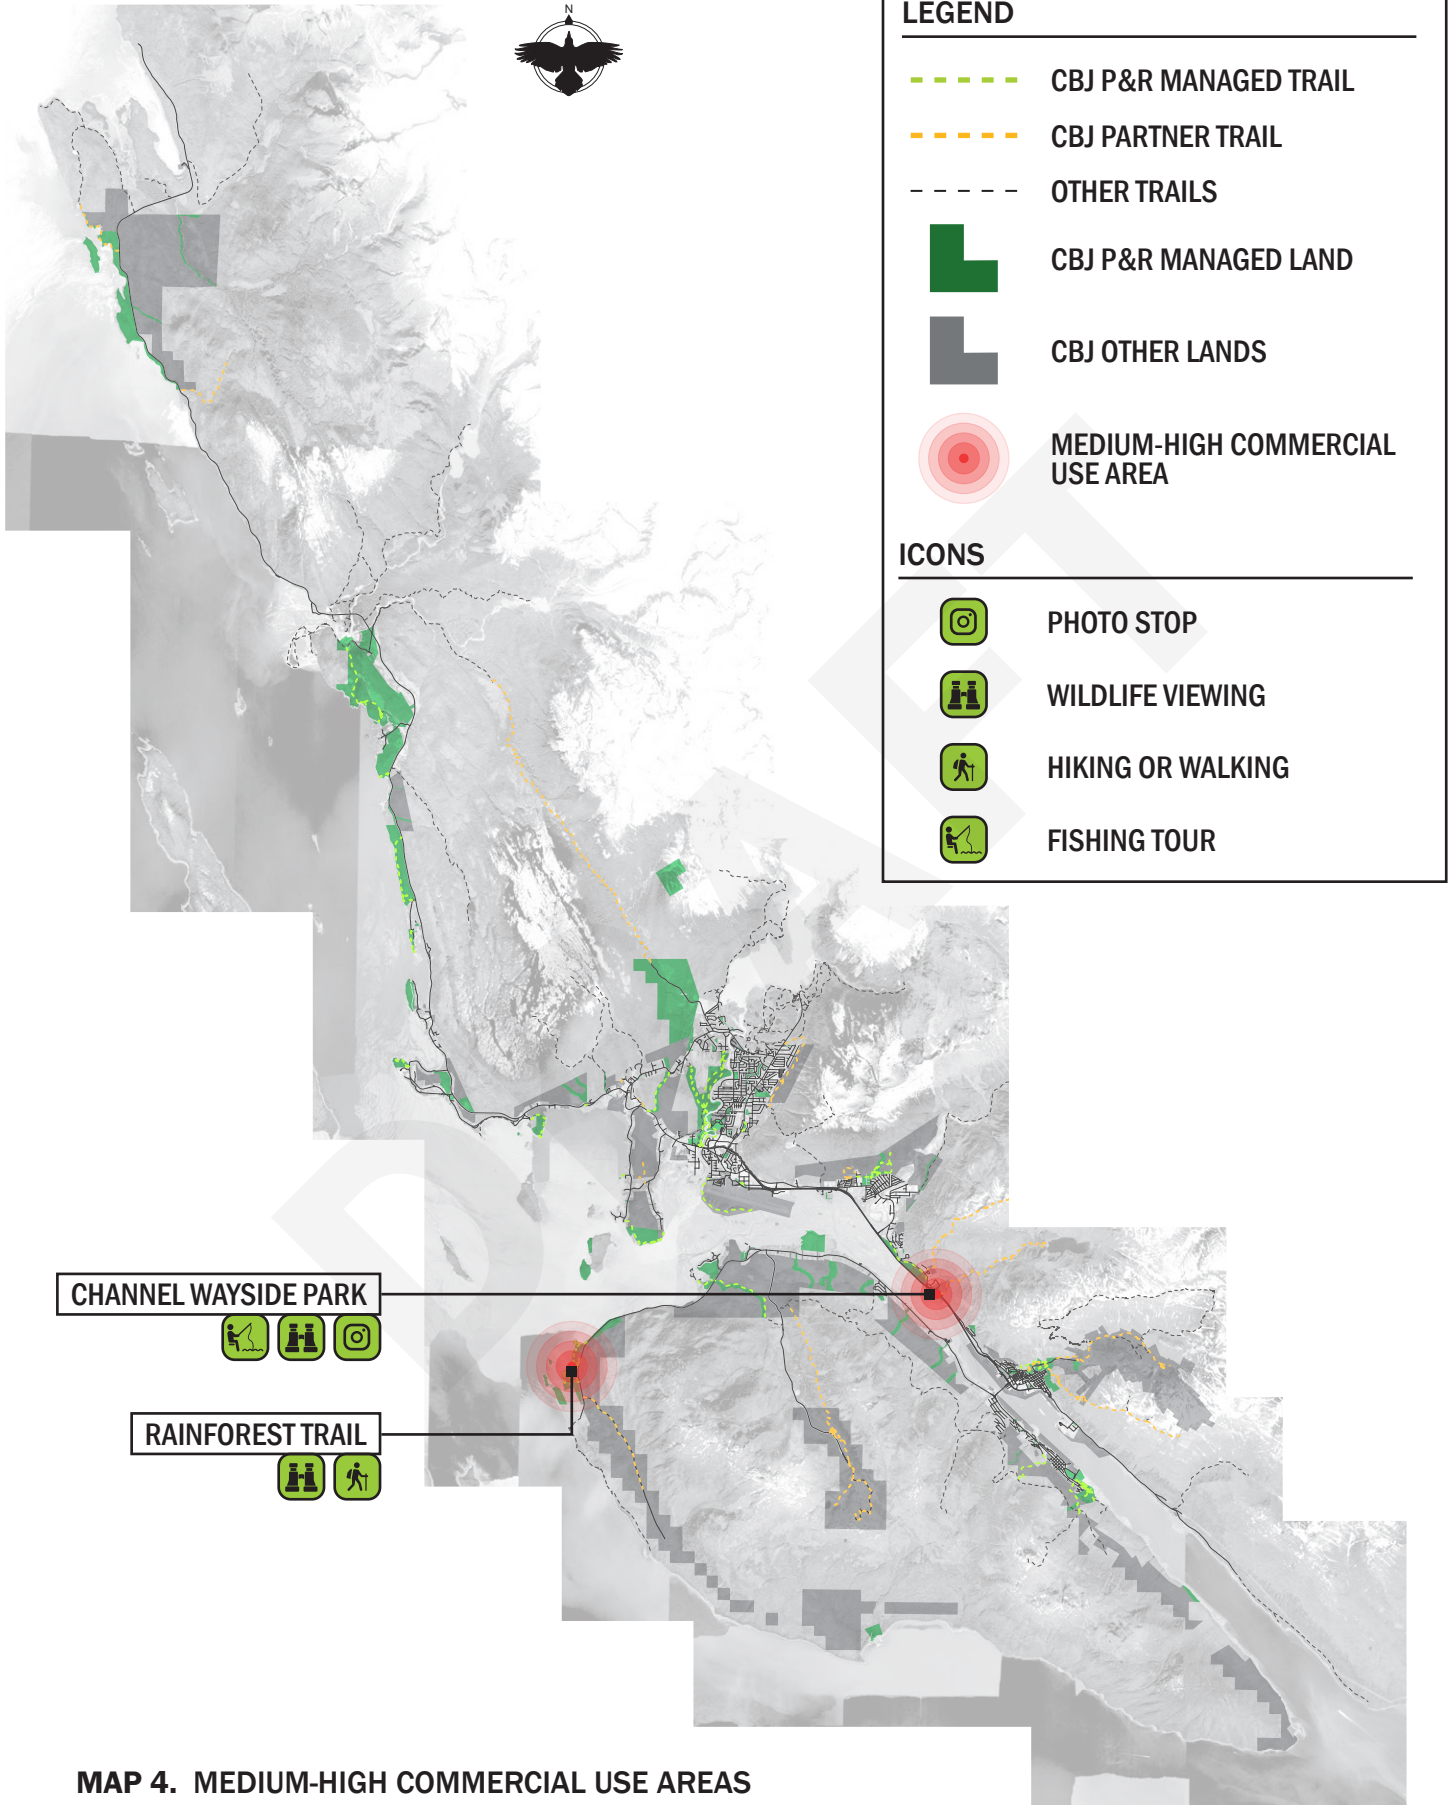 N
LEGEND
CBJ P&R MANAGED TRAIL
CBJ PARTNER TRAIL
OTHER TRAILS
CBJ P&R MANAGED LAND
CBJ OTHER LANDS
MEDIUM-HIGH COMMERCIAL
USE AREA
ICONS
PHOTO STOP
WILDLIFE VIEWING
HIKING OR WALKING
FISHING TOUR
DRAFT
CHANNEL WAYSIDE PARK
RAINFOREST TRAIL
MAP 4. MEDIUM-HIGH COMMERCIAL USE AREAS